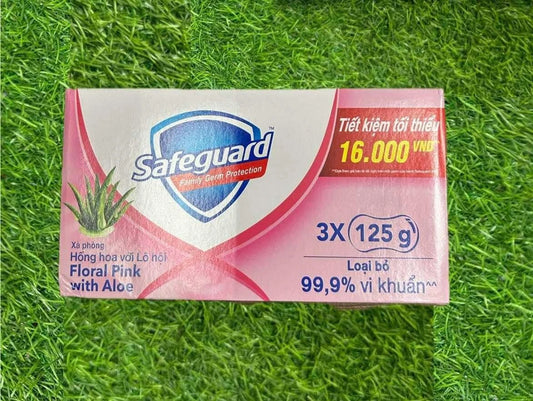 Safeguard™
Family Germ Protection
Tiết kiệm tối thiểu
16.000 VND**
3X 125 g
Xà phòng
Hồng hoa với Lô hội
Floral Pink
with Aloe
Loại bỏ
99,9% vi khuẩn^^